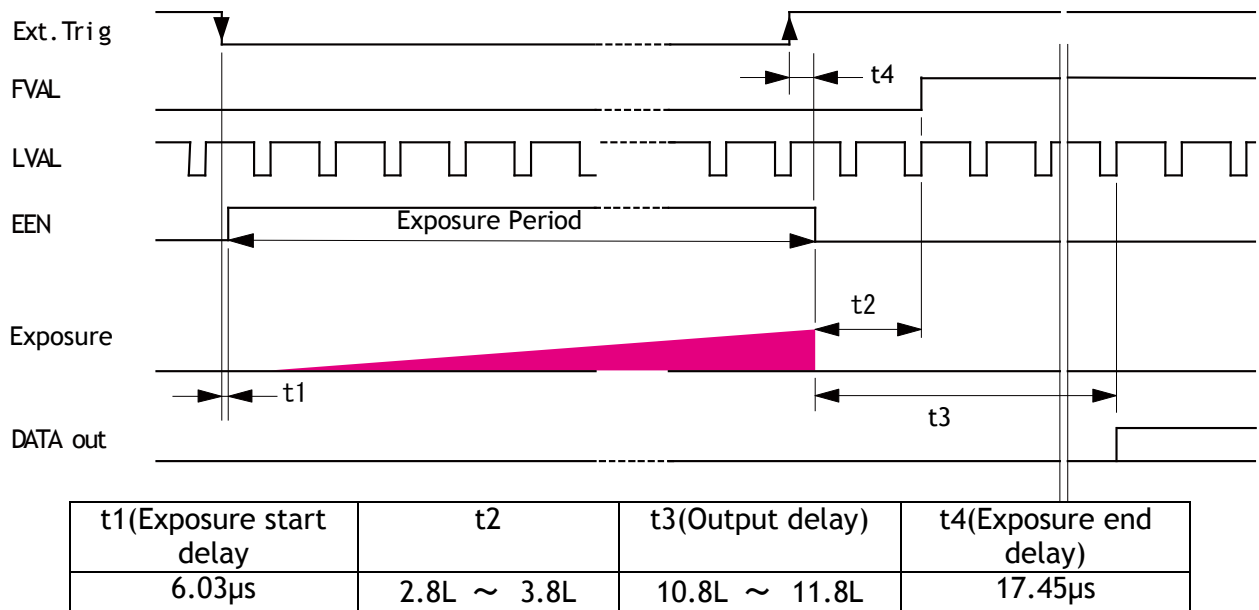 Ext.Trig
t4
FVAL
LVAL
EEN
Exposure Period
t2
Exposure
t1
t3
DATA out
t1(Exposure start delay
t2
t3(Output delay)
t4(Exposure end delay)
6.03µs
2.8L ~ 3.8L
10.8L ~ 11.8L
17.45µs